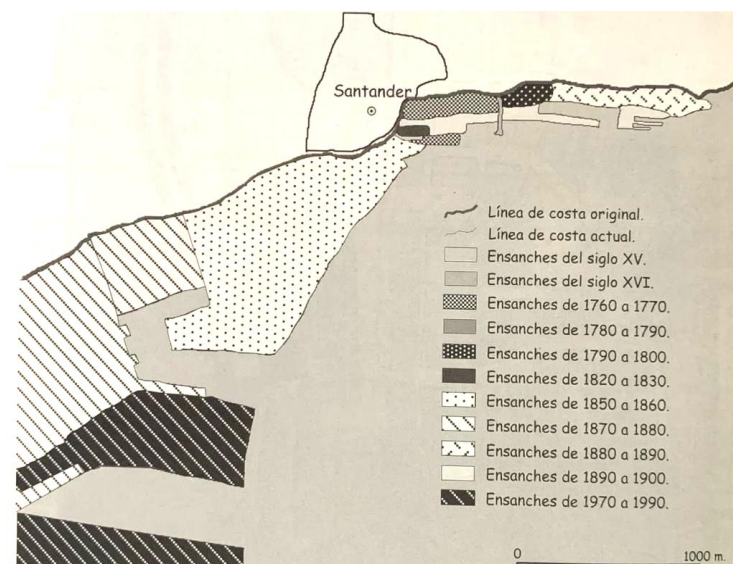 Santander
Línea de costa original.
Línea de costa actual.
Ensanches del siglo XV.
Ensanches del siglo XVI.
Ensanches de 1760 a 1770.
Ensanches de 1780 a 1790.
Ensanches de 1790 a 1800.
Ensanches de 1820 a 1830.
Ensanches de 1850 a 1860.
Ensanches de 1870 a 1880.
Ensanches de 1880 a 1890.
Ensanches de 1890 a 1900.
Ensanches de 1970 a 1990.
0 1000 m.